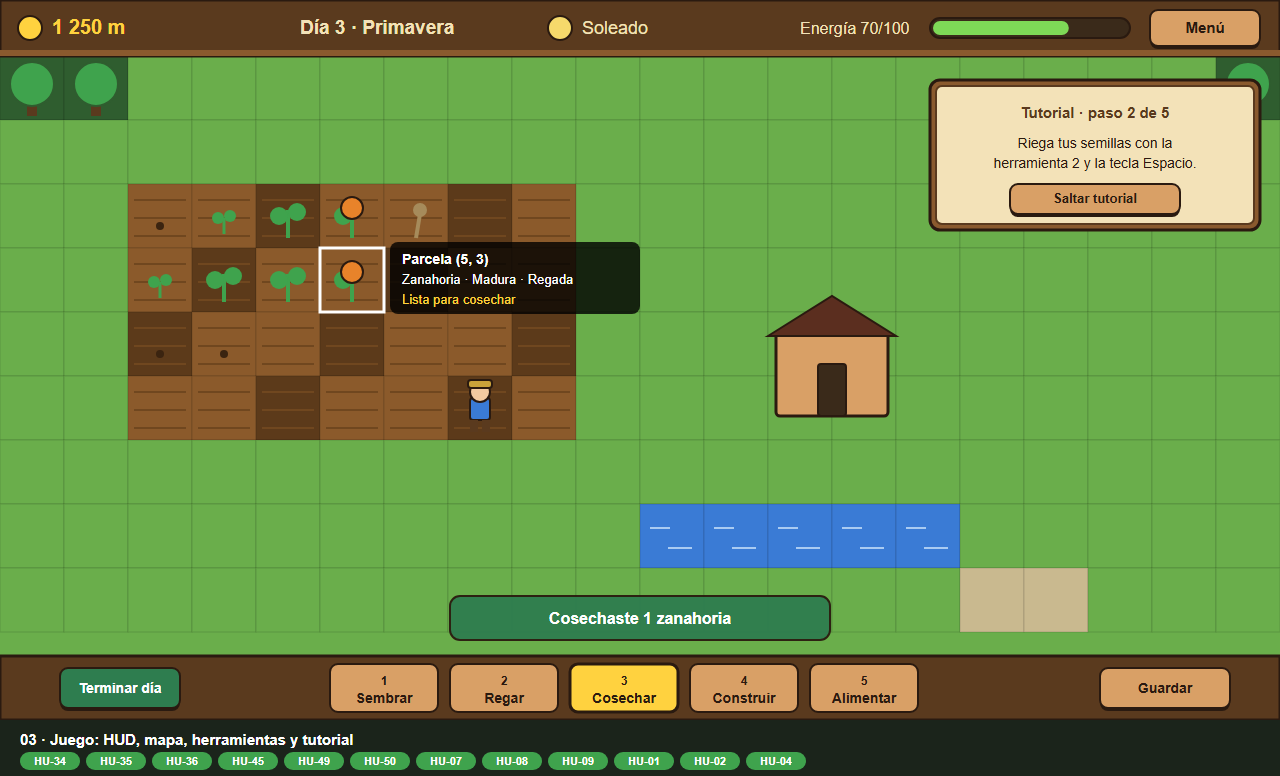 1 250 m
Día 3 · Primavera
Soleado
Energía 70/100
Menú
Tutorial · paso 2 de 5
Riega tus semillas con la
herramienta 2 y la tecla Espacio.
Saltar tutorial
Parcela (5, 3)
Zanahoria · Madura · Regada
Lista para cosechar
Cosechaste 1 zanahoria
Terminar día
1
Sembrar
2
Regar
3
Cosechar
4
Construir
5
Alimentar
Guardar
03 · Juego: HUD, mapa, herramientas y tutorial
HU-34 HU-35 HU-36 HU-45 HU-49 HU-50 HU-07 HU-08 HU-09 HU-01 HU-02 HU-04